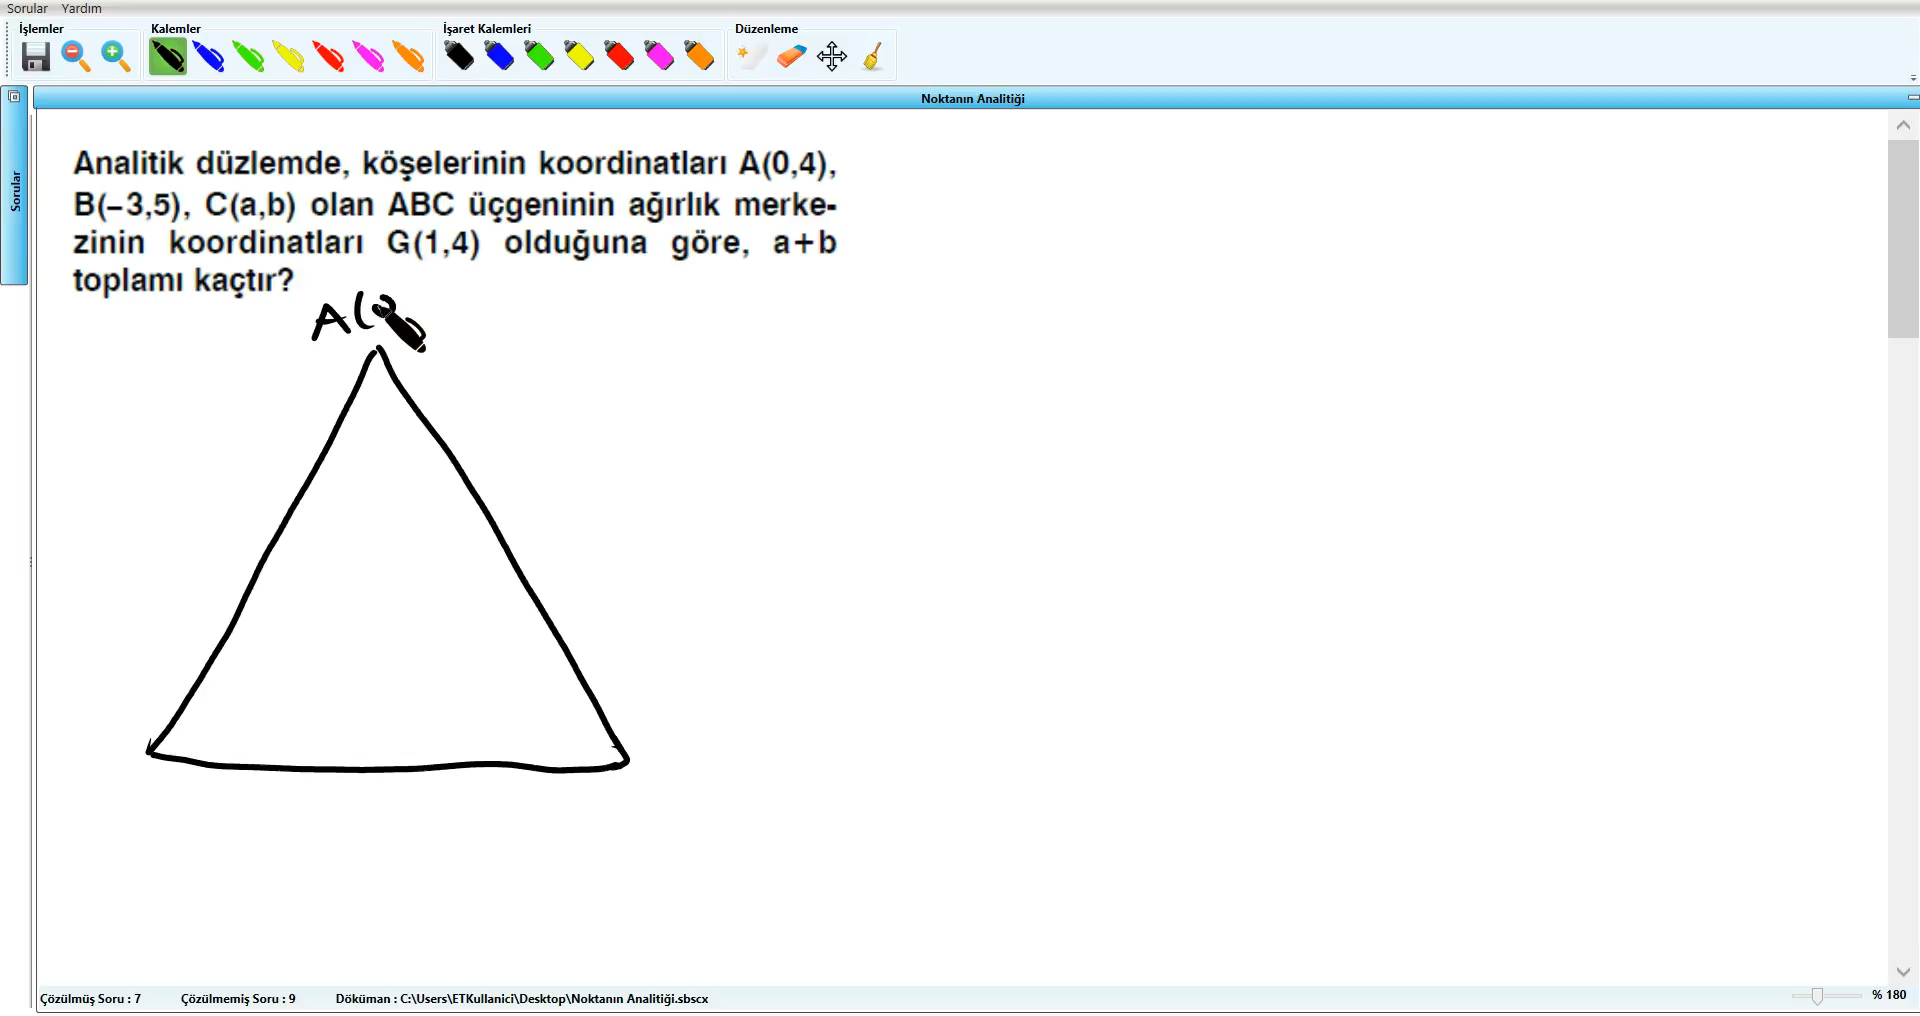 Sorular Yardım
İşlemler Kalemler İşaret Kalemleri Düzenleme
Noktanın Analitiği
Sorular
Analitik düzlemde, köşelerinin koordinatları A(0,4),
B(−3,5), C(a,b) olan ABC üçgeninin ağırlık merke-
zinin koordinatları G(1,4) olduğuna göre, a+b
toplamı kaçtır?
A(
Çözülmüş Soru : 7 Çözülmemiş Soru : 9 Döküman : C:\Users\ETKullanici\Desktop\Noktanın Analitiği.sbscx % 180